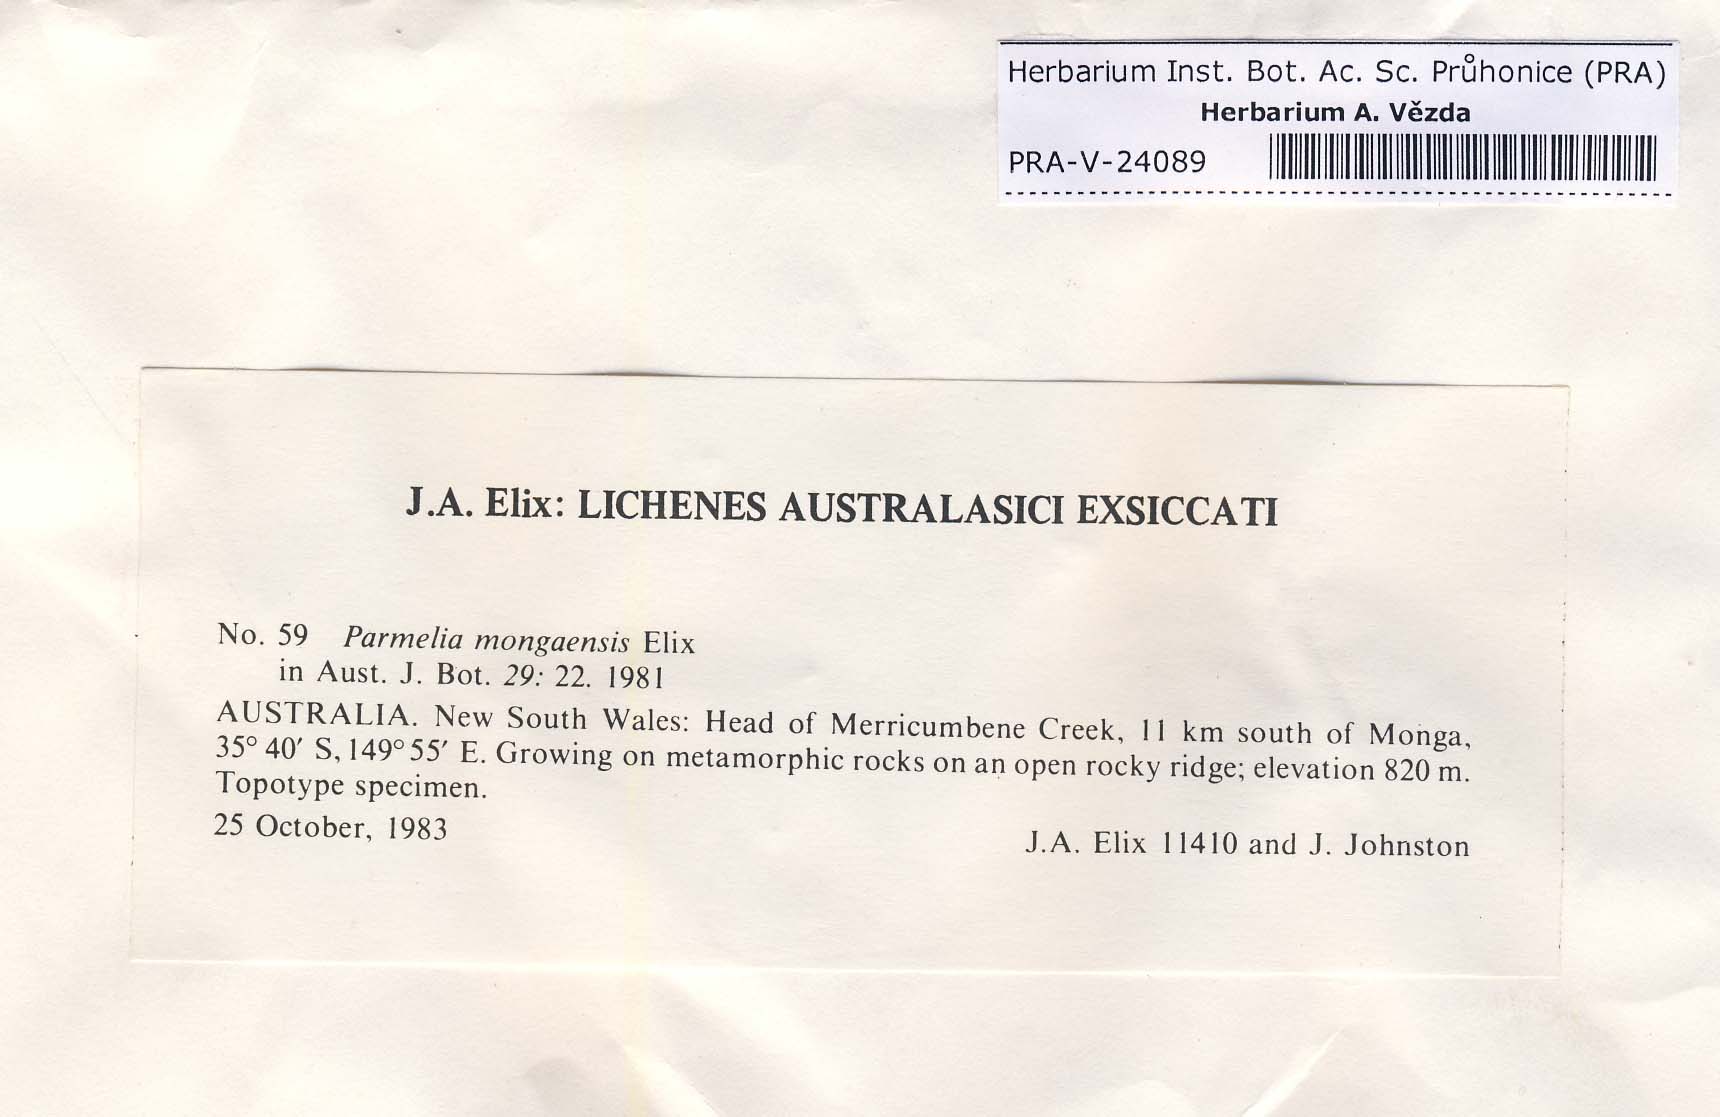 Herbarium Inst. Bot. Ac. Sc. Průhonice (PRA)
Herbarium A. Vězda
PRA-V-24089
J.A. Elix: LICHENES AUSTRALASICI EXSICCATI
No. 59 Parmelia mongaensis Elix
in Aust. J. Bot. 29: 22. 1981
AUSTRALIA. New South Wales: Head of Merricumbene Creek, 11 km south of Monga,
35° 40′ S, 149° 55′ E. Growing on metamorphic rocks on an open rocky ridge; elevation 820 m.
Topotype specimen.
25 October, 1983
J.A. Elix 11410 and J. Johnston